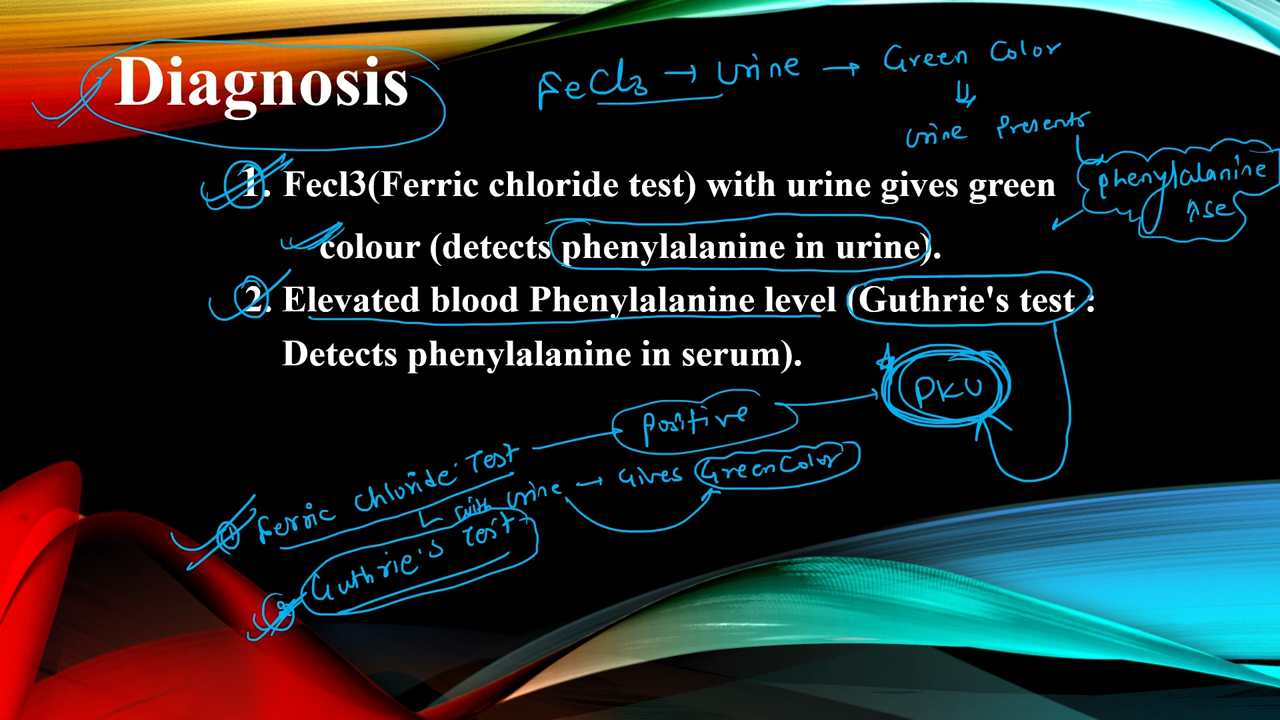 Diagnosis
FeCl3 → Urine → Green Color
⇓
Urine Presents
phenylalanine
1. Fecl3(Ferric chloride test) with urine gives green
colour (detects phenylalanine in urine).
2. Elevated blood Phenylalanine level (Guthrie's test :
Detects phenylalanine in serum).
PKU
Positive
① Ferric chloride Test
with urine → Gives Green Color
② Guthrie's Test